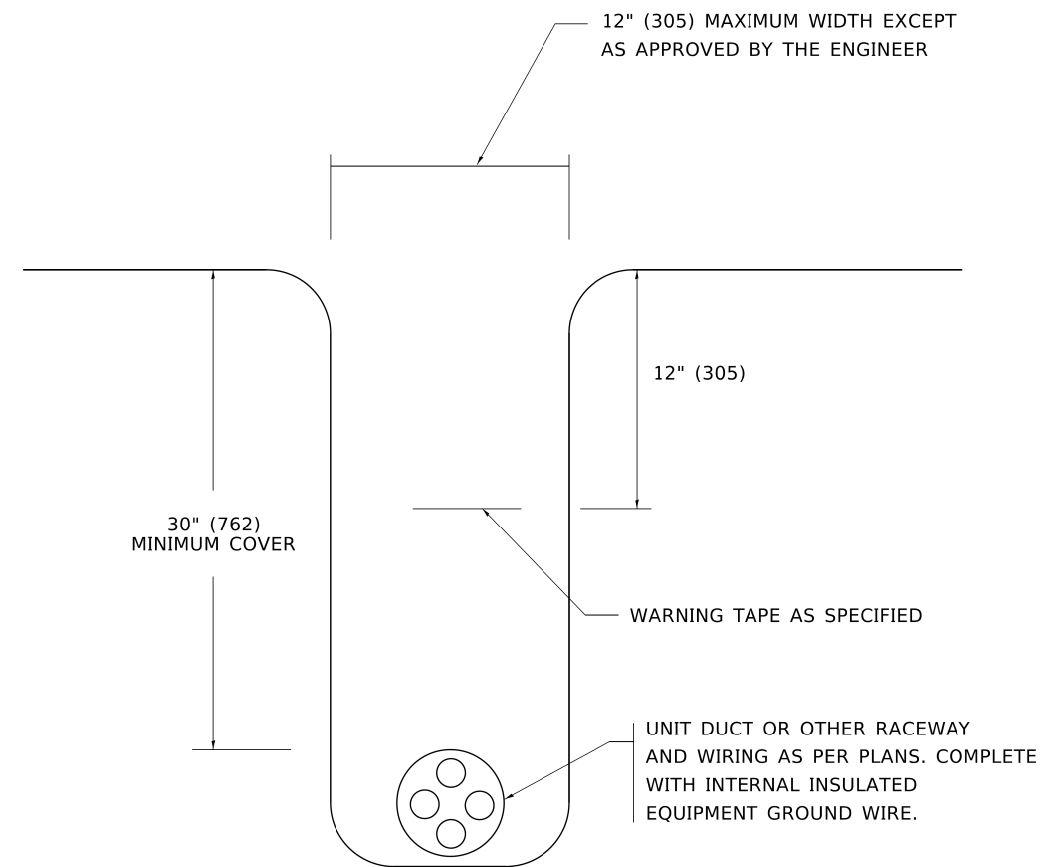 12" (305) MAXIMUM WIDTH EXCEPT
AS APPROVED BY THE ENGINEER
12" (305)
30" (762)
MINIMUM COVER
WARNING TAPE AS SPECIFIED
UNIT DUCT OR OTHER RACEWAY
AND WIRING AS PER PLANS. COMPLETE
WITH INTERNAL INSULATED
EQUIPMENT GROUND WIRE.